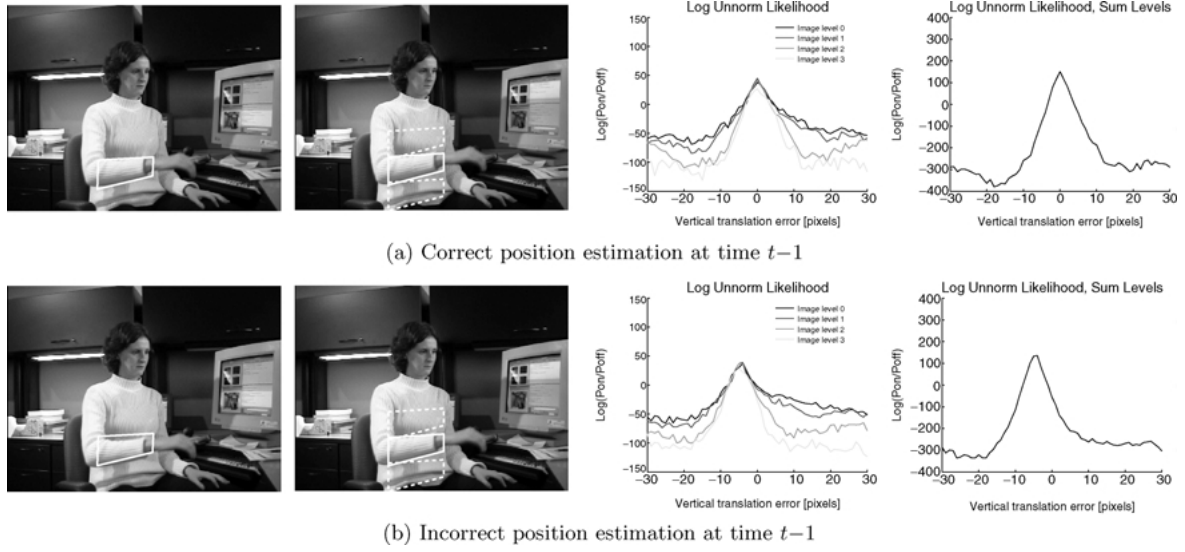 Log Unnorm Likelihood
150
100
50
0
−50
−100
−150
Log(Pon/Poff)
Image level 0
Image level 1
Image level 2
Image level 3
−30 −20 −10 0 10 20 30
Vertical translation error [pixels]
Log Unnorm Likelihood, Sum Levels
400
300
200
100
0
−100
−200
−300
−400
Log(Pon/Poff)
−30 −20 −10 0 10 20 30
Vertical translation error [pixels]
(a) Correct position estimation at time t−1
Log Unnorm Likelihood
150
100
50
0
−50
−100
−150
Log(Pon/Poff)
Image level 0
Image level 1
Image level 2
Image level 3
−30 −20 −10 0 10 20 30
Vertical translation error [pixels]
Log Unnorm Likelihood, Sum Levels
400
300
200
100
0
−100
−200
−300
−400
Log(Pon/Poff)
−30 −20 −10 0 10 20 30
Vertical translation error [pixels]
(b) Incorrect position estimation at time t−1